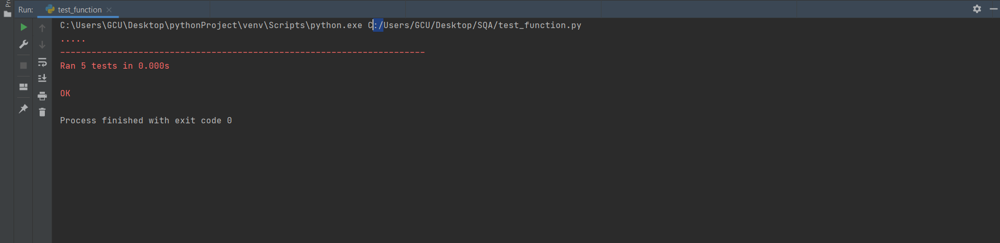 Pr
Run: test_function
C:\Users\GCU\Desktop\pythonProject\venv\Scripts\python.exe C:/Users/GCU/Desktop/SQA/test_function.py
.....
----------------------------------------------------------------------
Ran 5 tests in 0.000s
OK
Process finished with exit code 0